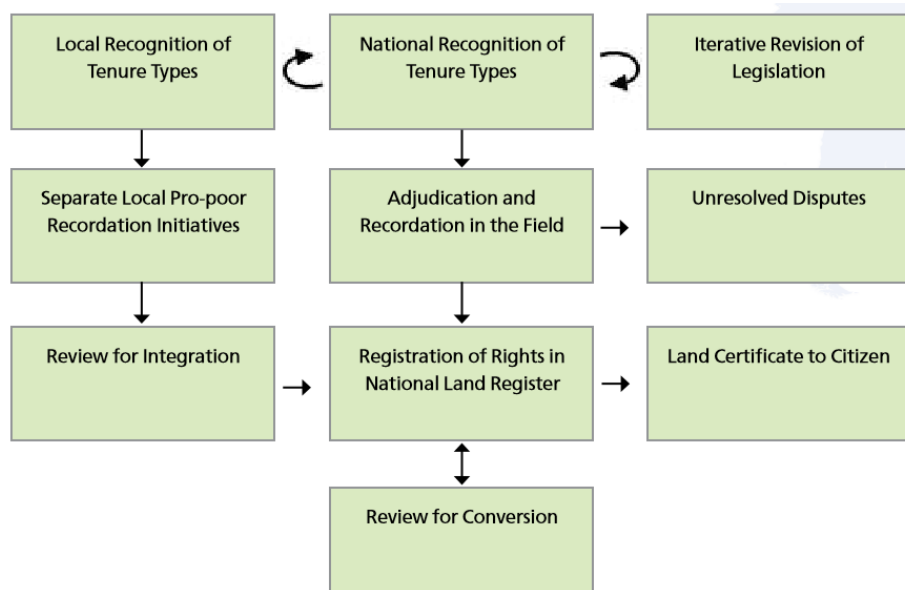 Local Recognition of
Tenure Types
National Recognition of
Tenure Types
Iterative Revision of
Legislation
Separate Local Pro-poor
Recordation Initiatives
Adjudication and
Recordation in the Field
Unresolved Disputes
Review for Integration
Registration of Rights in
National Land Register
Land Certificate to Citizen
Review for Conversion